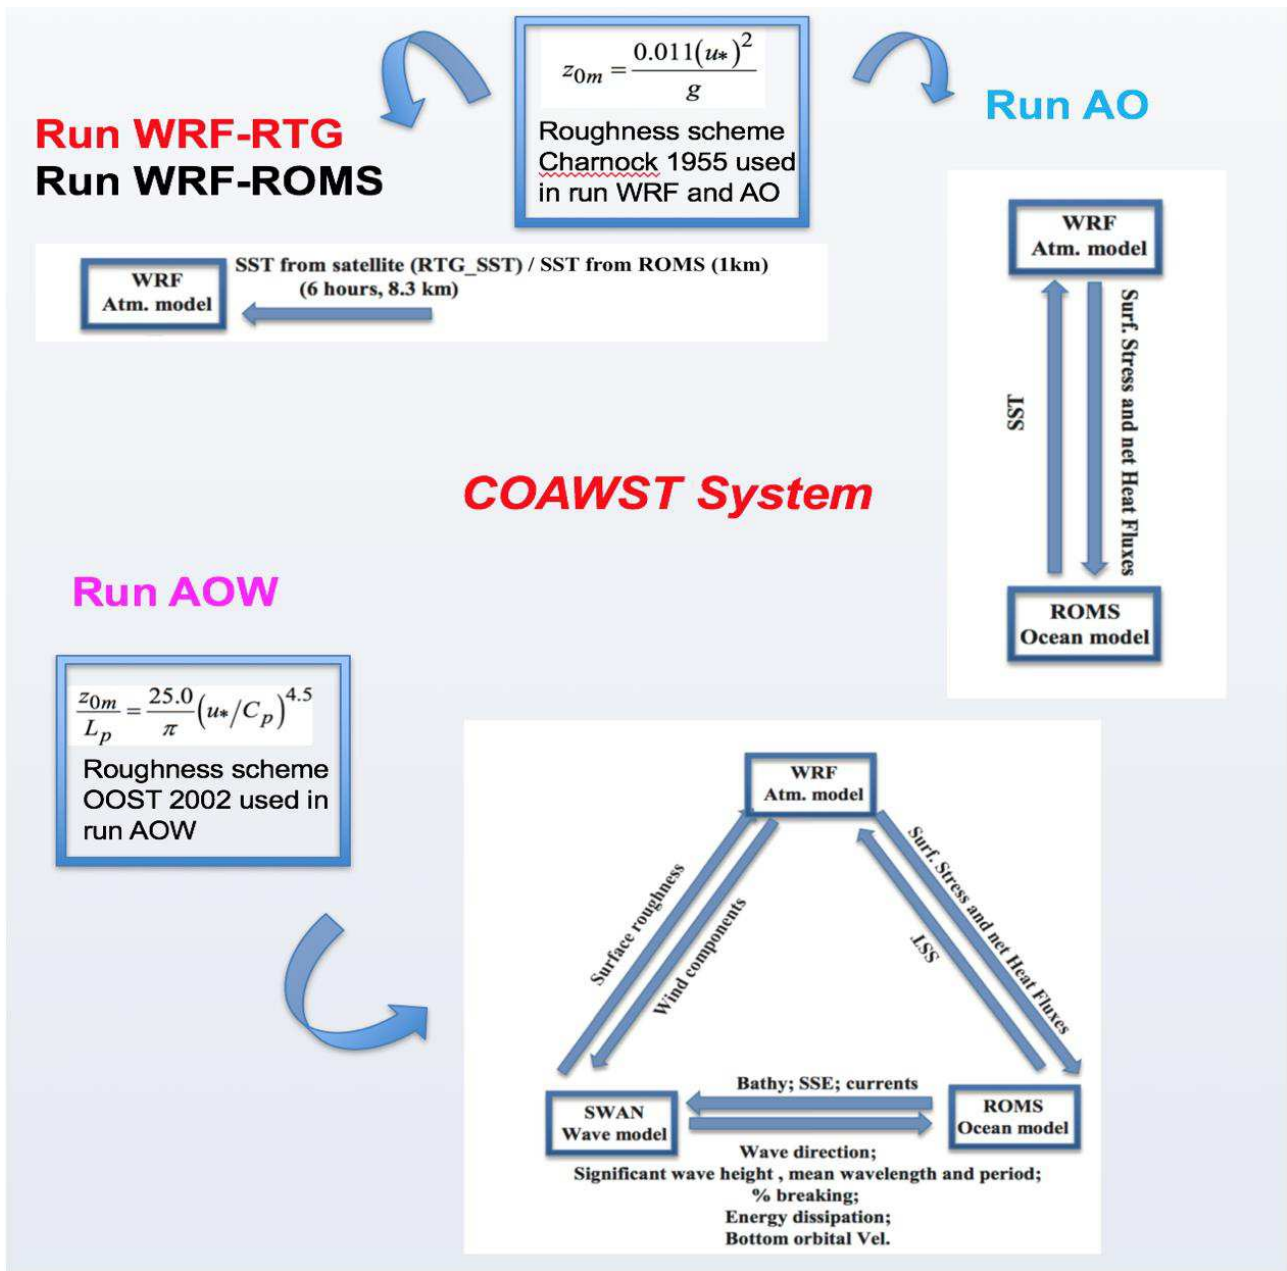 z₀ₘ = 0.011(u*)² / g
Roughness scheme
Charnock 1955 used
in run WRF and AO
Run WRF-RTG
Run WRF-ROMS
Run AO
WRF
Atm. model
SST from satellite (RTG_SST) / SST from ROMS (1km)
(6 hours, 8.3 km)
WRF
Atm. model
SST
Surf. Stress and net Heat Fluxes
ROMS
Ocean model
COAWST System
Run AOW
z₀ₘ / Lₚ = 25.0 / π (u*/Cₚ)^4.5
Roughness scheme
OOST 2002 used in
run AOW
WRF
Atm. model
Surface roughness
Wind components
SST
Surf. Stress and net Heat Fluxes
Bathy; SSE; currents
SWAN
Wave model
ROMS
Ocean model
Wave direction;
Significant wave height , mean wavelength and period;
% breaking;
Energy dissipation;
Bottom orbital Vel.